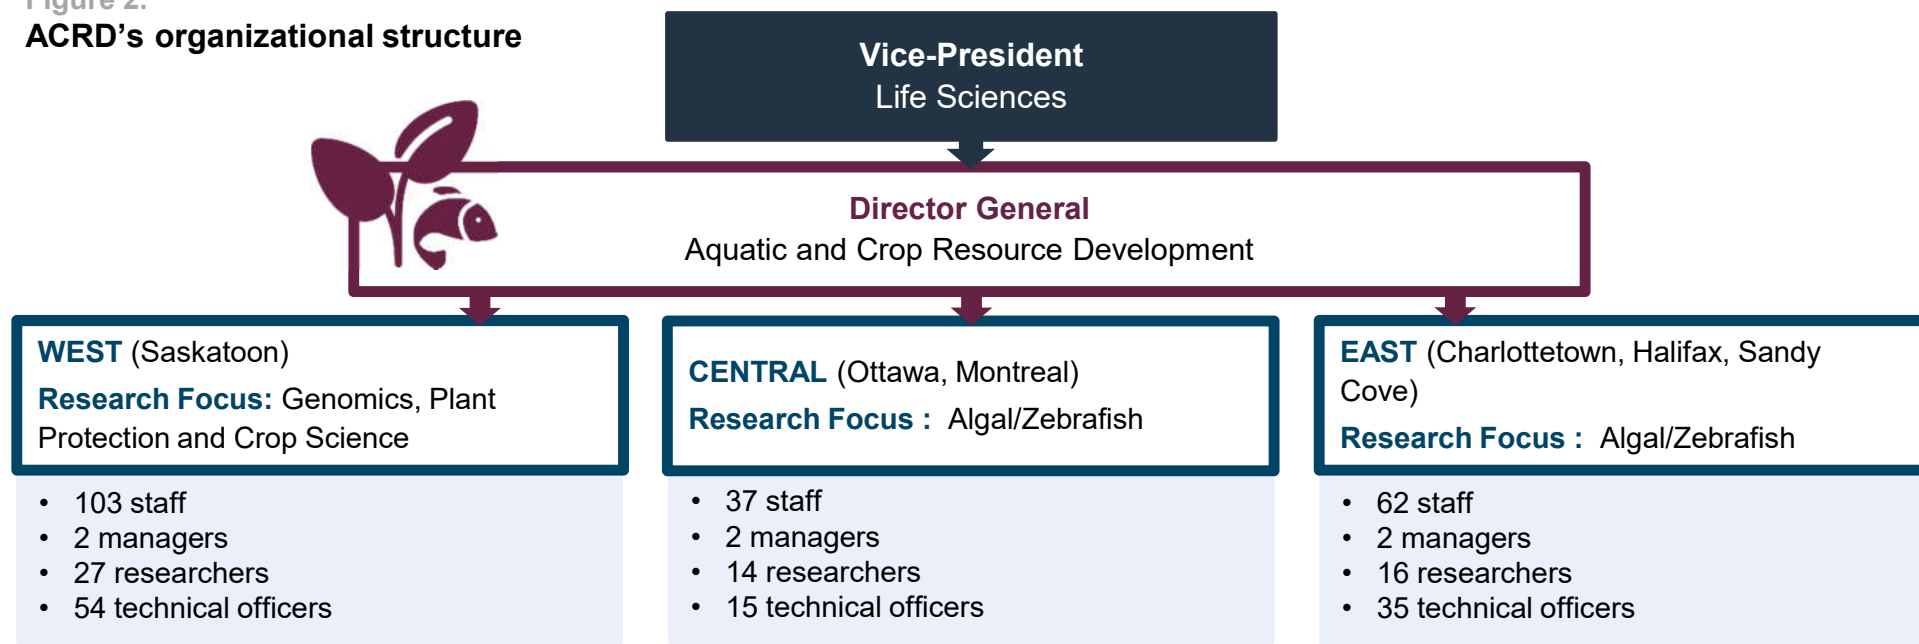 Figure 2.
ACRD’s organizational structure
Vice-President
Life Sciences
Director General
Aquatic and Crop Resource Development
WEST (Saskatoon)
Research Focus: Genomics, Plant
Protection and Crop Science
• 103 staff
• 2 managers
• 27 researchers
• 54 technical officers
CENTRAL (Ottawa, Montreal)
Research Focus : Algal/Zebrafish
• 37 staff
• 2 managers
• 14 researchers
• 15 technical officers
EAST (Charlottetown, Halifax, Sandy
Cove)
Research Focus : Algal/Zebrafish
• 62 staff
• 2 managers
• 16 researchers
• 35 technical officers